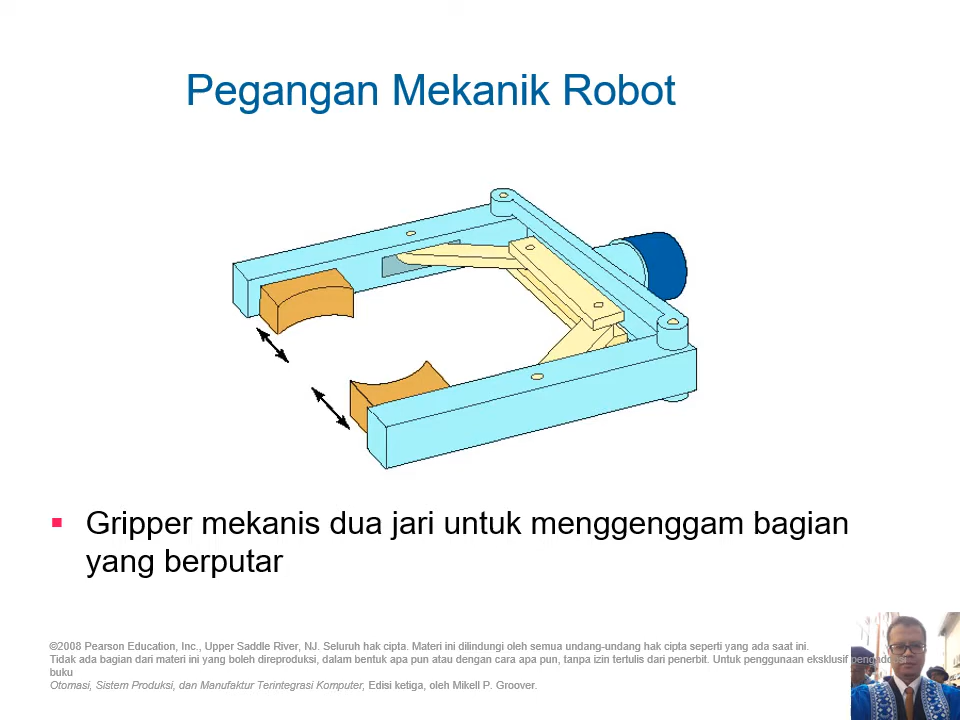 Pegangan Mekanik Robot
Gripper mekanis dua jari untuk menggenggam bagian
yang berputar
©2008 Pearson Education, Inc., Upper Saddle River, NJ. Seluruh hak cipta. Materi ini dilindungi oleh semua undang-undang hak cipta seperti yang ada saat ini.
Tidak ada bagian dari materi ini yang boleh direproduksi, dalam bentuk apa pun atau dengan cara apa pun, tanpa izin tertulis dari penerbit. Untuk penggunaan eksklusif
buku
Otomasi, Sistem Produksi, dan Manufaktur Terintegrasi Komputer, Edisi ketiga, oleh Mikell P. Groover.